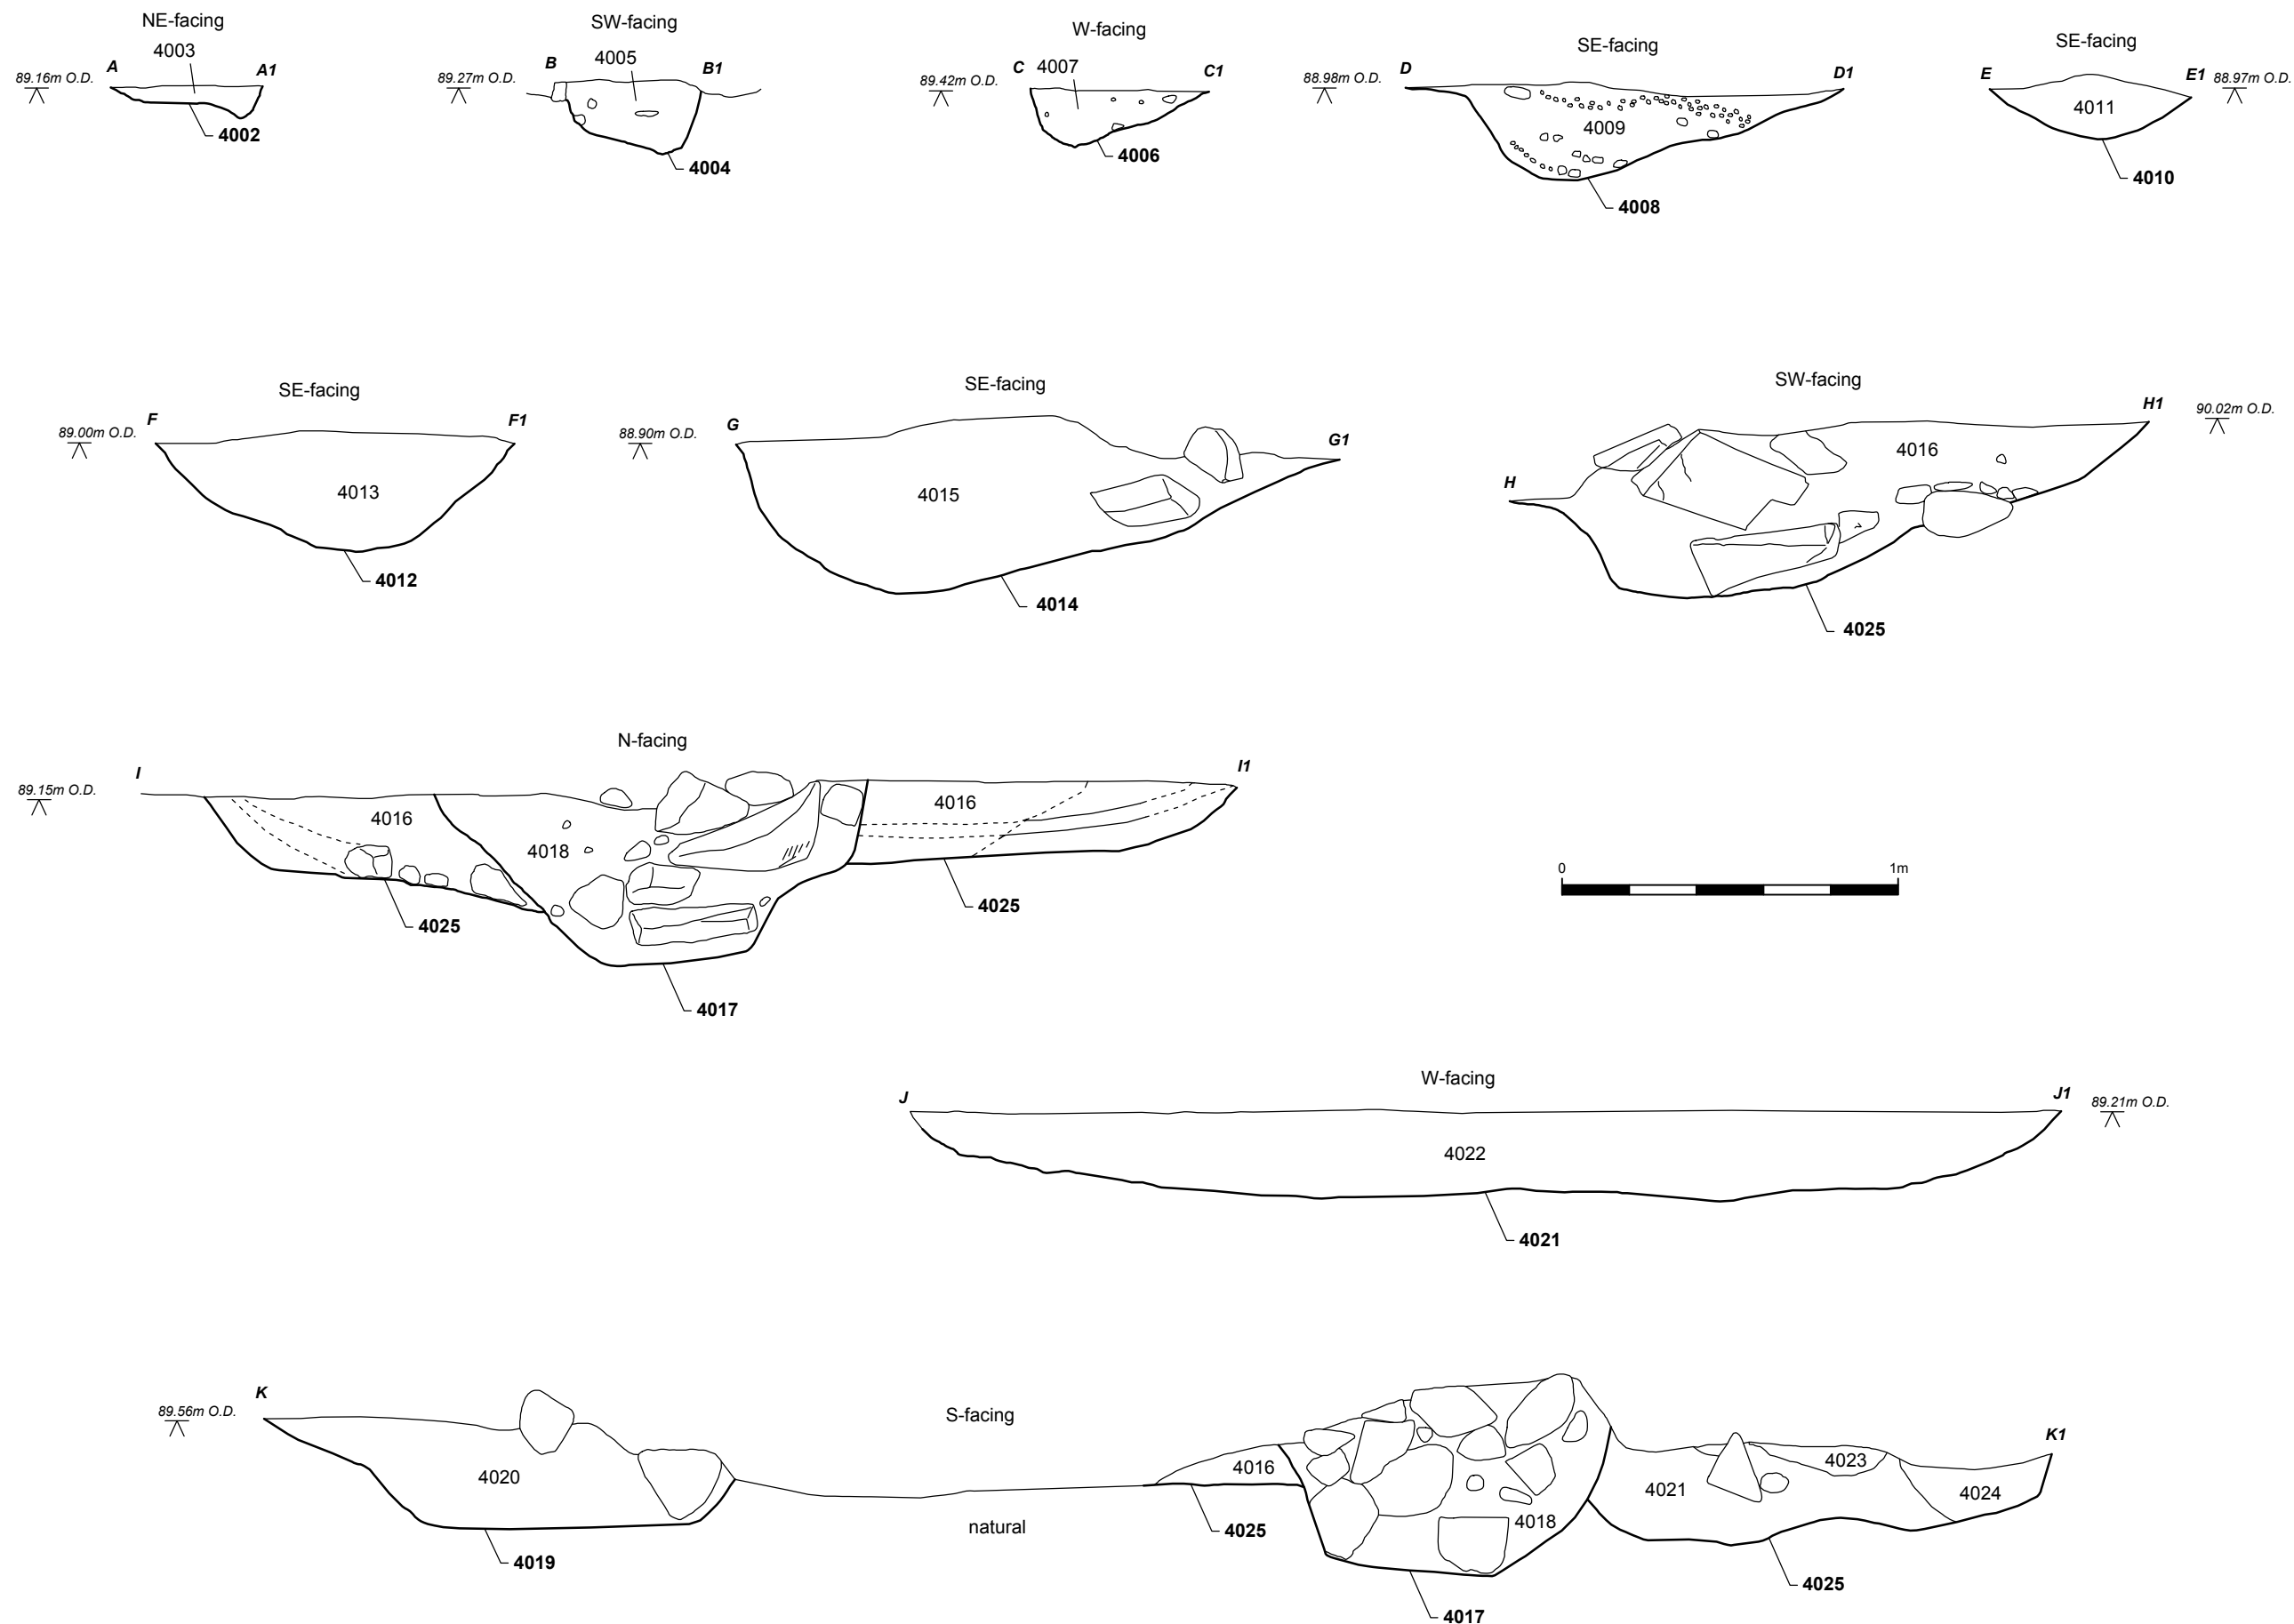 NE-facing
4003
A A1
89.16m O.D.
4002
SW-facing
B 4005 B1
89.27m O.D.
4004
W-facing
C 4007 C1
89.42m O.D.
4006
SE-facing
D D1
88.98m O.D.
4009
4008
SE-facing
E E1 88.97m O.D.
4011
4010
SE-facing
F F1
89.00m O.D.
4013
4012
SE-facing
G G1
88.90m O.D.
4015
4014
SW-facing
H1
90.02m O.D.
4016
H
4025
N-facing
I I1
89.15m O.D.
4016 4016
4018
4025 4025
4017
0 1m
W-facing
J J1
89.21m O.D.
4022
4021
K
89.56m O.D.
S-facing
K1
4020 4016 4021 4023
4024
4018
natural
4019 4025 4025
4017